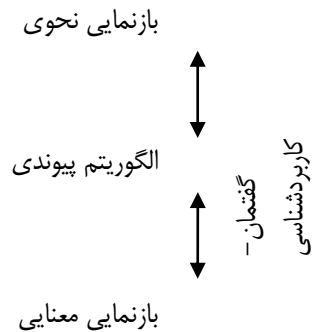 بازنمایی نحوی
الگوریتم پیوندی
بازنمایی معنایی
گفتمان –
کاربردشناسی